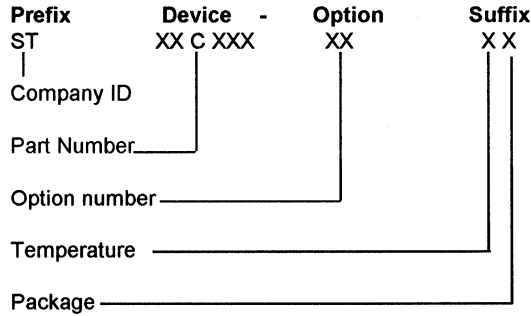 Prefix Device - Option Suffix
ST XX C XXX XX X X
Company ID
Part Number
Option number
Temperature
Package